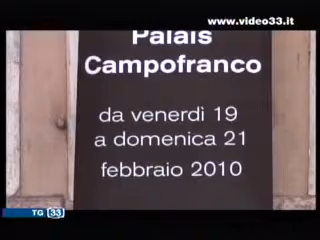 www.video33.it
Palais
Campofranco
da venerdì 19
a domenica 21
febbraio 2010
TG 33